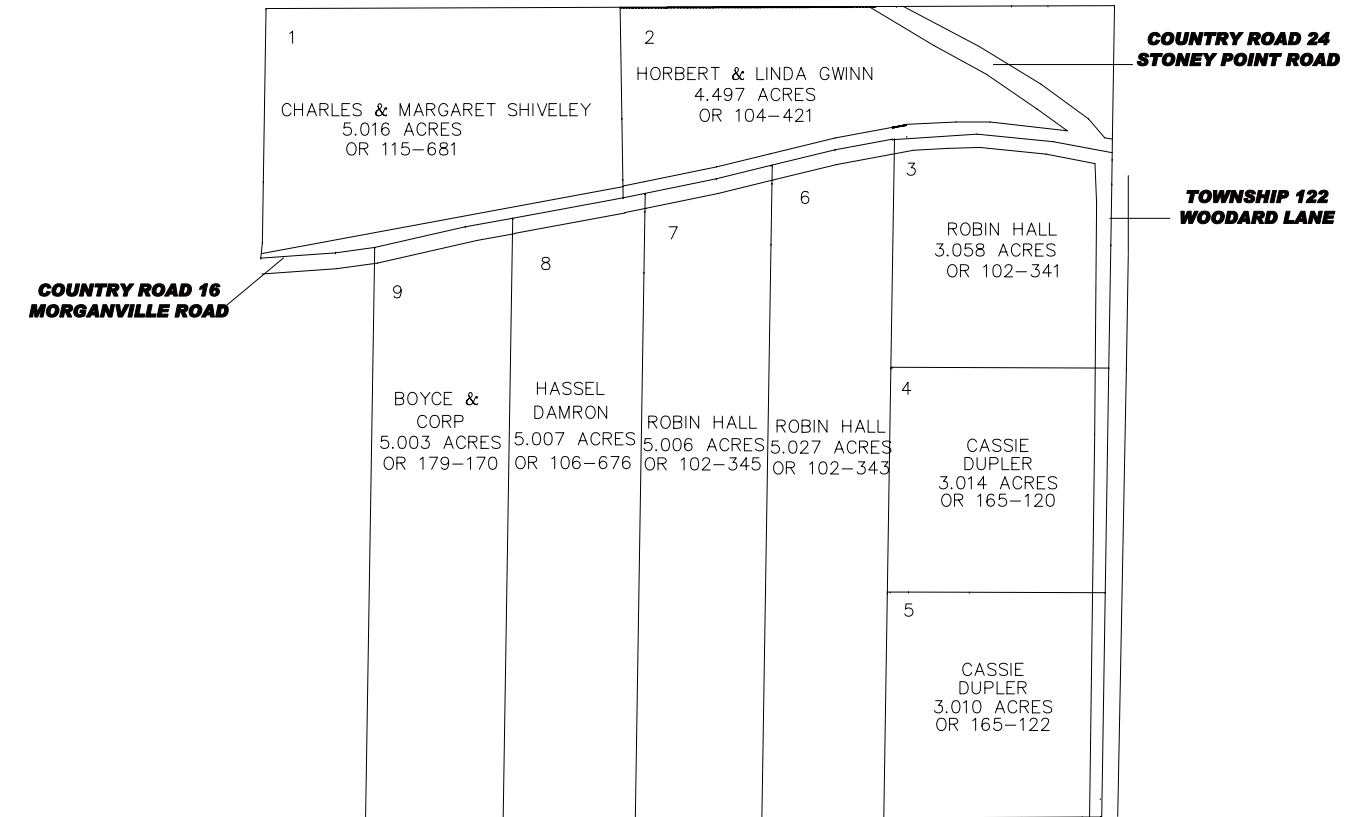 1
CHARLES & MARGARET SHIVELEY
5.016 ACRES
OR 115-681
2
HORBERT & LINDA GWINN
4.497 ACRES
OR 104-421
COUNTRY ROAD 24
STONEY POINT ROAD
3
ROBIN HALL
3.058 ACRES
OR 102-341
TOWNSHIP 122
WOODARD LANE
COUNTRY ROAD 16
MORGANVILLE ROAD
9
BOYCE &
CORP
5.003 ACRES
OR 179-170
8
HASSEL
DAMRON
5.007 ACRES
OR 106-676
7
ROBIN HALL
5.006 ACRES
OR 102-345
6
ROBIN HALL
5.027 ACRES
OR 102-343
4
CASSIE
DUPLER
3.014 ACRES
OR 165-120
5
CASSIE
DUPLER
3.010 ACRES
OR 165-122